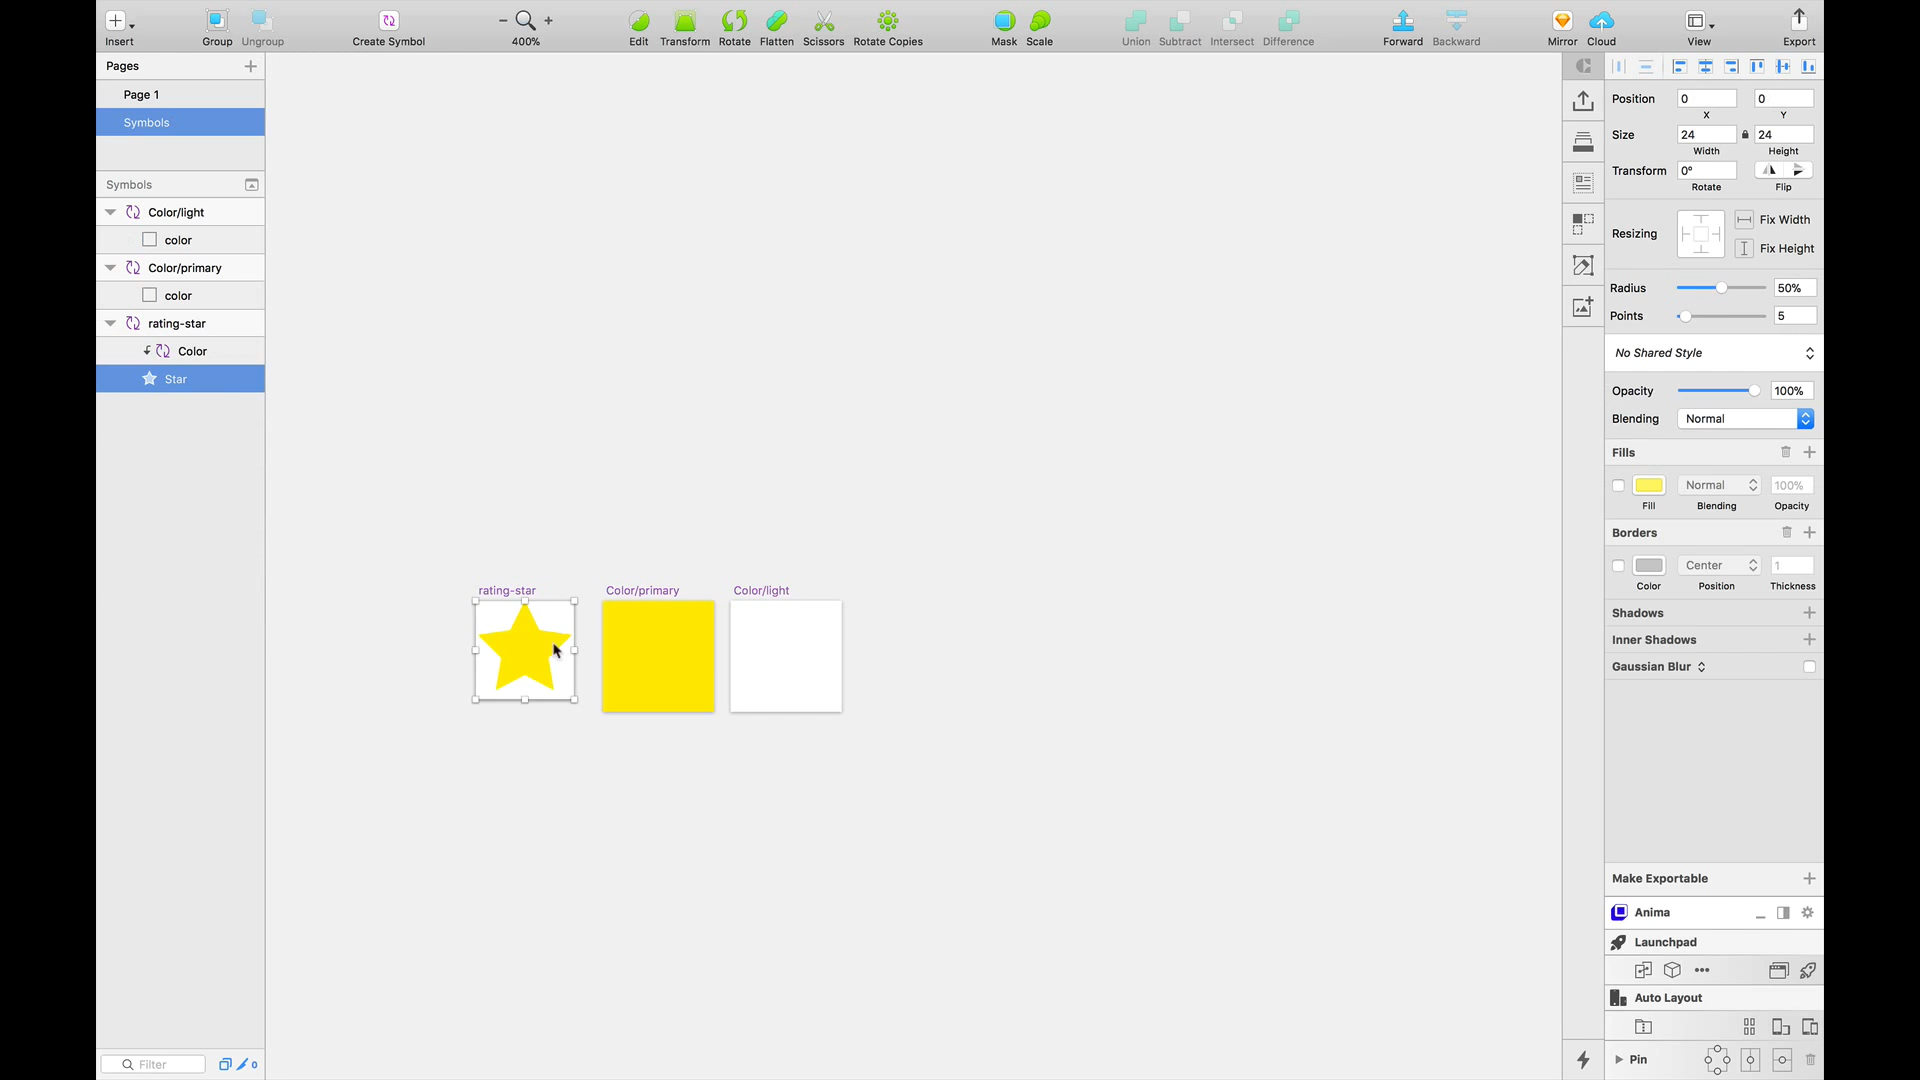 Insert
Group
Ungroup
Create Symbol
400%
Edit
Transform
Rotate
Flatten
Scissors
Rotate Copies
Mask
Scale
Union
Subtract
Intersect
Difference
Forward
Backward
Mirror
Cloud
View
Export
Pages
Page 1
Symbols
Symbols
Color/light
color
Color/primary
color
rating-star
Color
Star
Filter
0
rating-star
Color/primary
Color/light
Position 0 0
X Y
Size 24 24
Width Height
Transform 0°
Rotate Flip
Resizing
Fix Width
Fix Height
Radius 50%
Points 5
No Shared Style
Opacity 100%
Blending Normal
Fills
Normal 100%
Fill Blending Opacity
Borders
Center 1
Color Position Thickness
Shadows
Inner Shadows
Gaussian Blur
Make Exportable
Anima
Launchpad
Auto Layout
Pin